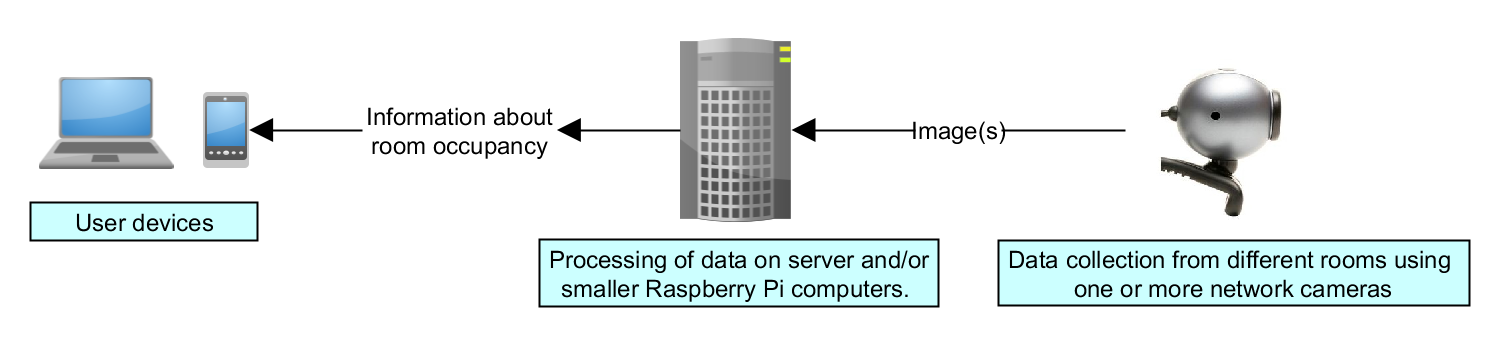 Information about
room occupancy
Image(s)
User devices
Processing of data on server and/or
smaller Raspberry Pi computers.
Data collection from different rooms using
one or more network cameras